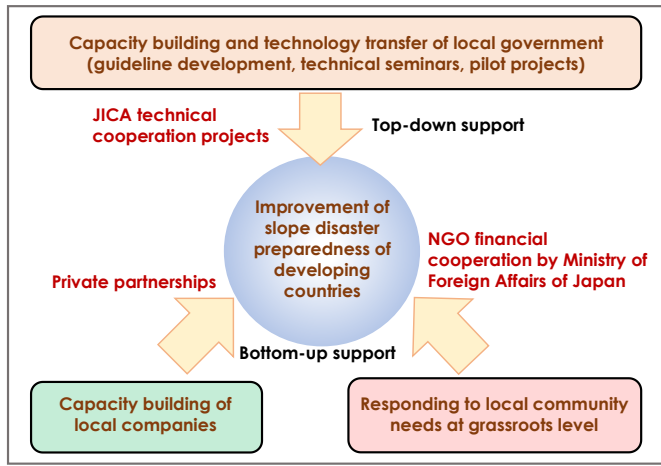 Capacity building and technology transfer of local government
(guideline development, technical seminars, pilot projects)
JICA technical
cooperation projects
Top-down support
Improvement of
slope disaster
preparedness of
developing
countries
NGO financial
cooperation by Ministry of
Foreign Affairs of Japan
Private partnerships
Bottom-up support
Capacity building of
local companies
Responding to local community
needs at grassroots level